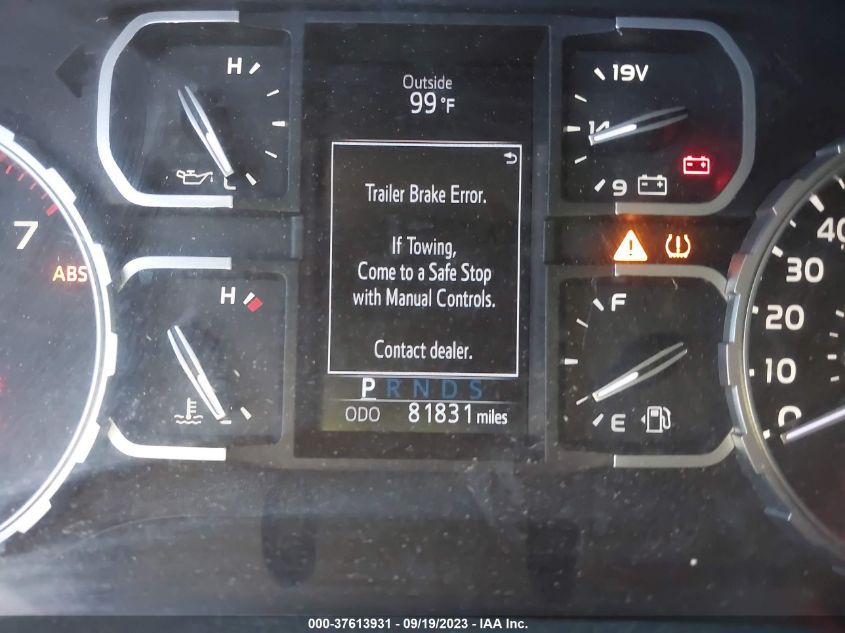 H
19V
Outside
99°F
14
L
9
Trailer Brake Error.
7
40
ABS
If Towing,
Come to a Safe Stop
with Manual Controls.
30
H
F
20
Contact dealer.
10
P R N D S
ODO 81831 miles
E
0
000-37613931 - 09/19/2023 - IAA Inc.